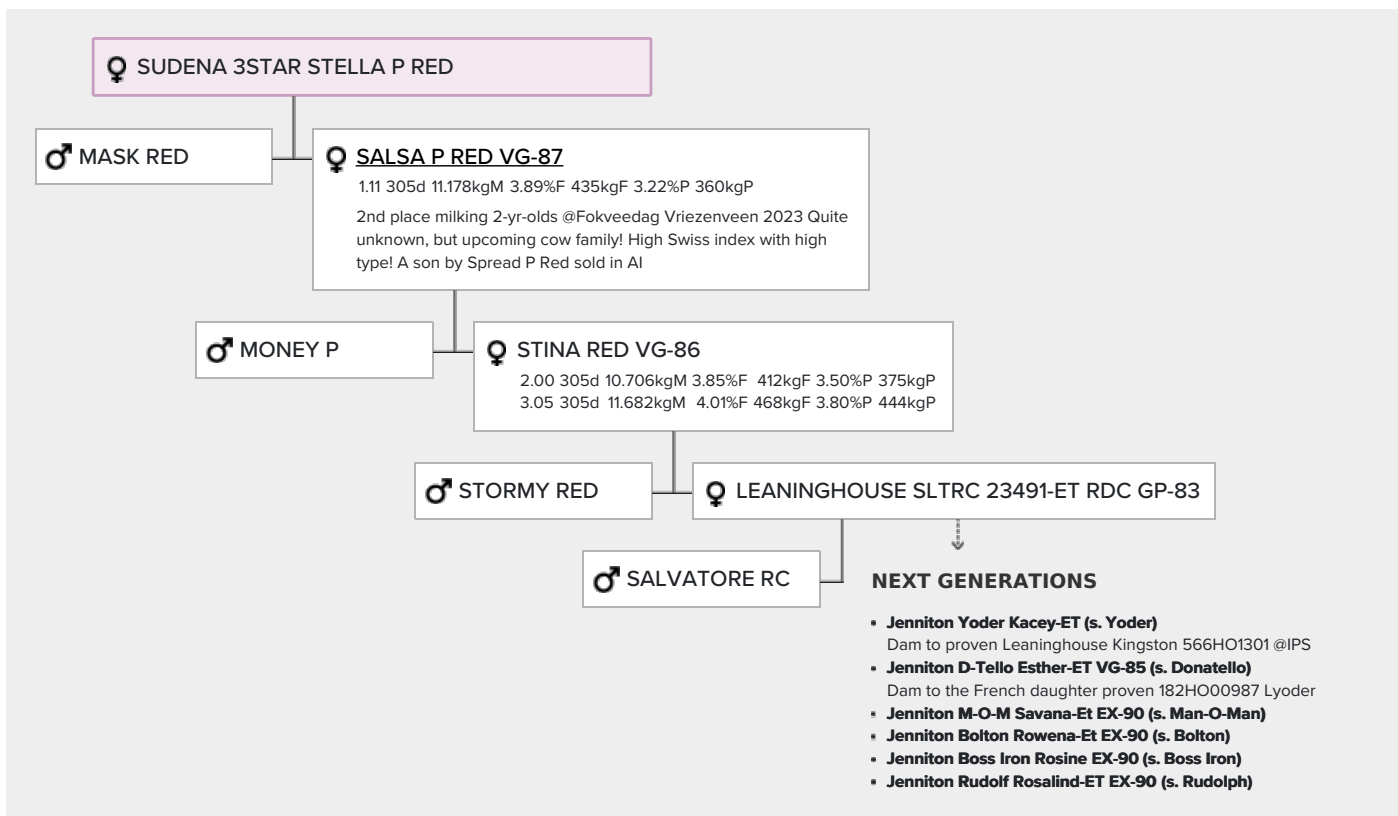 SUDENA 3STAR STELLA P RED
MASK RED
SALSA P RED VG-87
1.11 305d 11.178kgM 3.89%F 435kgF 3.22%P 360kgP
2nd place milking 2-yr-olds @Fokveedag Vriezenveen 2023 Quite
unknown, but upcoming cow family! High Swiss index with high
type! A son by Spread P Red sold in AI
MONEY P
STINA RED VG-86
2.00 305d 10.706kgM 3.85%F 412kgF 3.50%P 375kgP
3.05 305d 11.682kgM 4.01%F 468kgF 3.80%P 444kgP
STORMY RED
LEANINGHOUSE SLTRC 23491-ET RDC GP-83
SALVATORE RC
NEXT GENERATIONS
Jenniton Yoder Kacey-ET (s. Yoder)
Dam to proven Leaninghouse Kingston 566HO1301 @IPS
Jenniton D-Tello Esther-ET VG-85 (s. Donatello)
Dam to the French daughter proven 182HO00987 Lyoder
Jenniton M-O-M Savana-Et EX-90 (s. Man-O-Man)
Jenniton Bolton Rowena-Et EX-90 (s. Bolton)
Jenniton Boss Iron Rosine EX-90 (s. Boss Iron)
Jenniton Rudolf Rosalind-ET EX-90 (s. Rudolph)